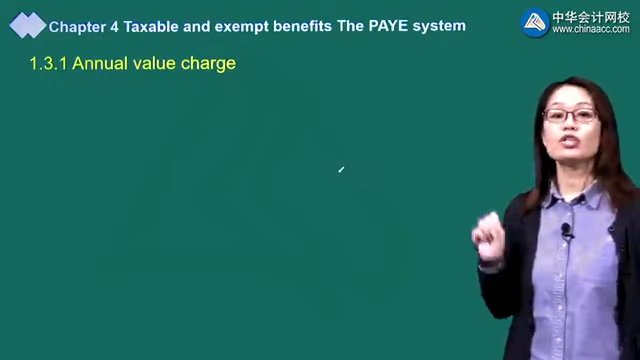 Chapter 4 Taxable and exempt benefits The PAYE system
中华会计网校
www.chinaacc.com
1.3.1 Annual value charge